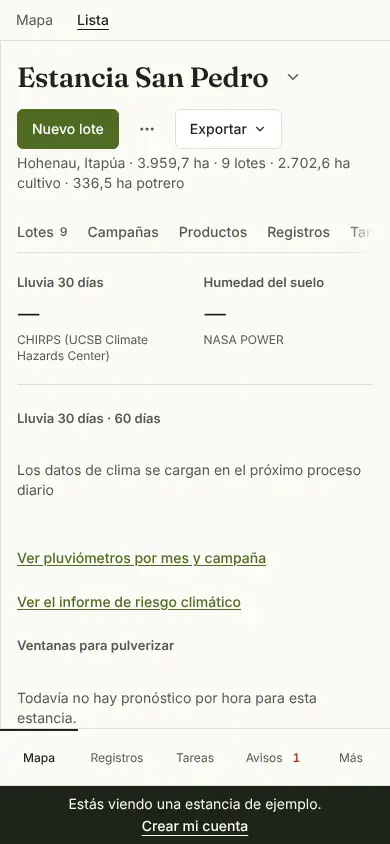 Mapa Lista
Estancia San Pedro
Nuevo lote ··· Exportar
Hohenau, Itapúa · 3.959,7 ha · 9 lotes · 2.702,6 ha
cultivo · 336,5 ha potrero
Lotes 9 Campañas Productos Registros Tar
Lluvia 30 días Humedad del suelo
— —
CHIRPS (UCSB Climate NASA POWER
Hazards Center)
Lluvia 30 días · 60 días
Los datos de clima se cargan en el próximo proceso
diario
Ver pluviómetros por mes y campaña
Ver el informe de riesgo climático
Ventanas para pulverizar
Todavía no hay pronóstico por hora para esta
estancia.
Mapa Registros Tareas Avisos 1 Más
Estás viendo una estancia de ejemplo.
Crear mi cuenta